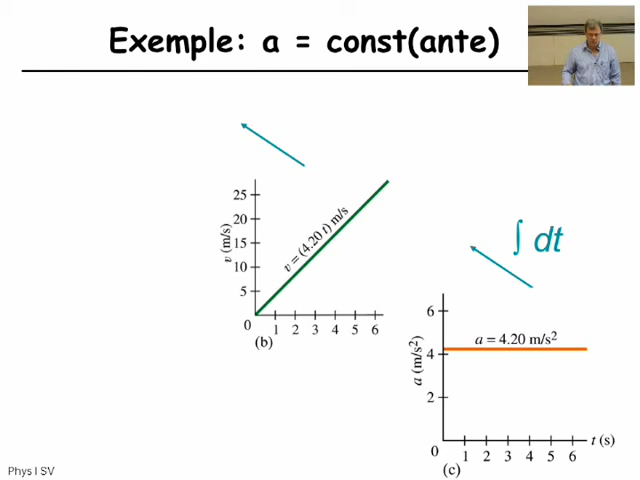 Exemple: a = const(ante)
25
20
15
10
5
0
v (m/s)
v = (4.20 t) m/s
1 2 3 4 5 6
(b)
∫ dt
6
4
2
0
a (m/s²)
a = 4.20 m/s²
1 2 3 4 5 6
t (s)
(c)
Phys I SV